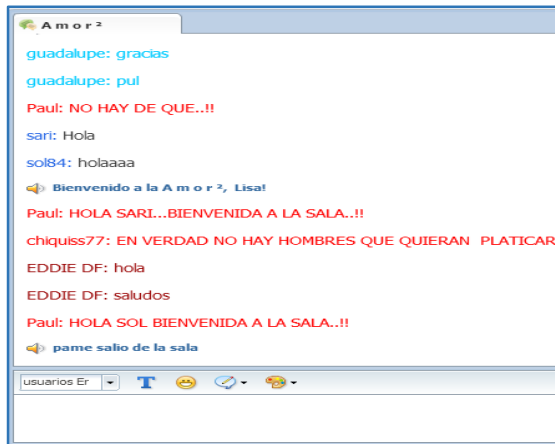 A m o r ²
guadalupe: gracias
guadalupe: pul
Paul: NO HAY DE QUE..!!
sari: Hola
sol84: holaaaa
Bienvenido a la A m o r ², Lisa!
Paul: HOLA SARI...BIENVENIDA A LA SALA..!!
chiquiss77: EN VERDAD NO HAY HOMBRES QUE QUIERAN PLATICAR
EDDIE DF: hola
EDDIE DF: saludos
Paul: HOLA SOL BIENVENIDA A LA SALA..!!
pame salio de la sala
usuarios Er
T